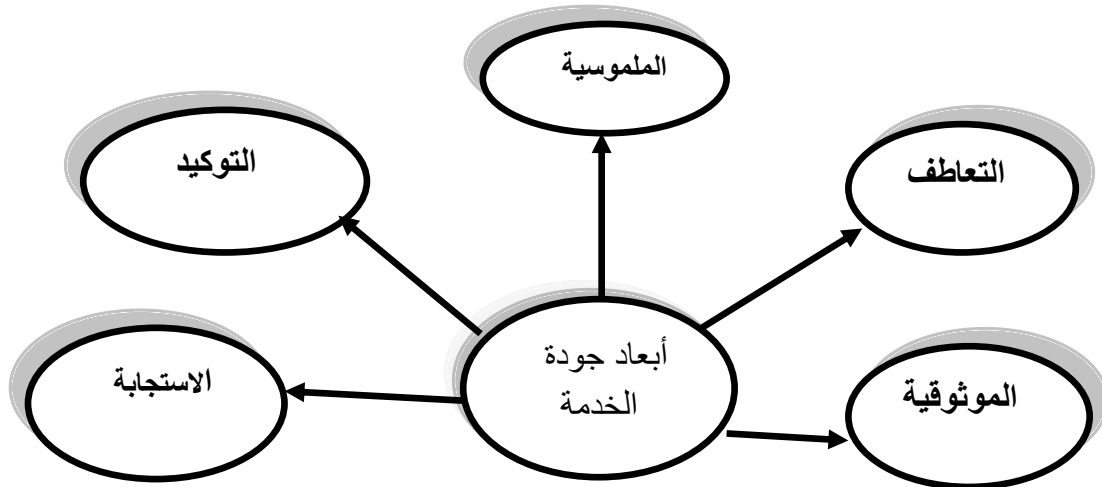 الملموسية
التعاطف
التوكيد
أبعاد جودة
الخدمة
الموثوقية
الاستجابة